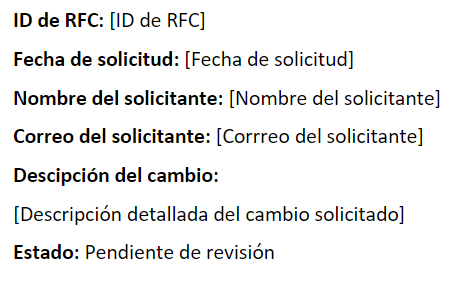 ID de RFC: [ID de RFC]
Fecha de solicitud: [Fecha de solicitud]
Nombre del solicitante: [Nombre del solicitante]
Correo del solicitante: [Corrreo del solicitante]
Descipción del cambio:
[Descripción detallada del cambio solicitado]
Estado: Pendiente de revisión